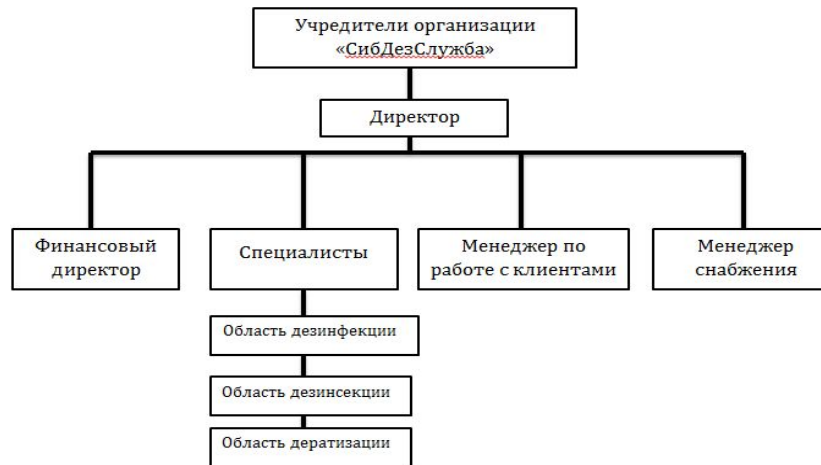 Учредители организации
«СибДезСлужба»
Директор
Финансовый
директор
Специалисты
Менеджер по
работе с клиентами
Менеджер
снабжения
Область дезинфекции
Область дезинсекции
Область дератизации